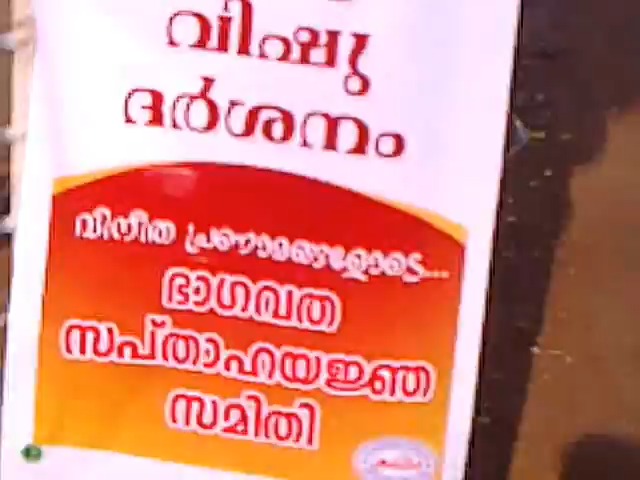 വിഷു
ദർശനം
വിനീത പ്രണാമങ്ങളോടെ...
ഭാഗവത
സപ്താഹയജ്ഞ
സമിതി